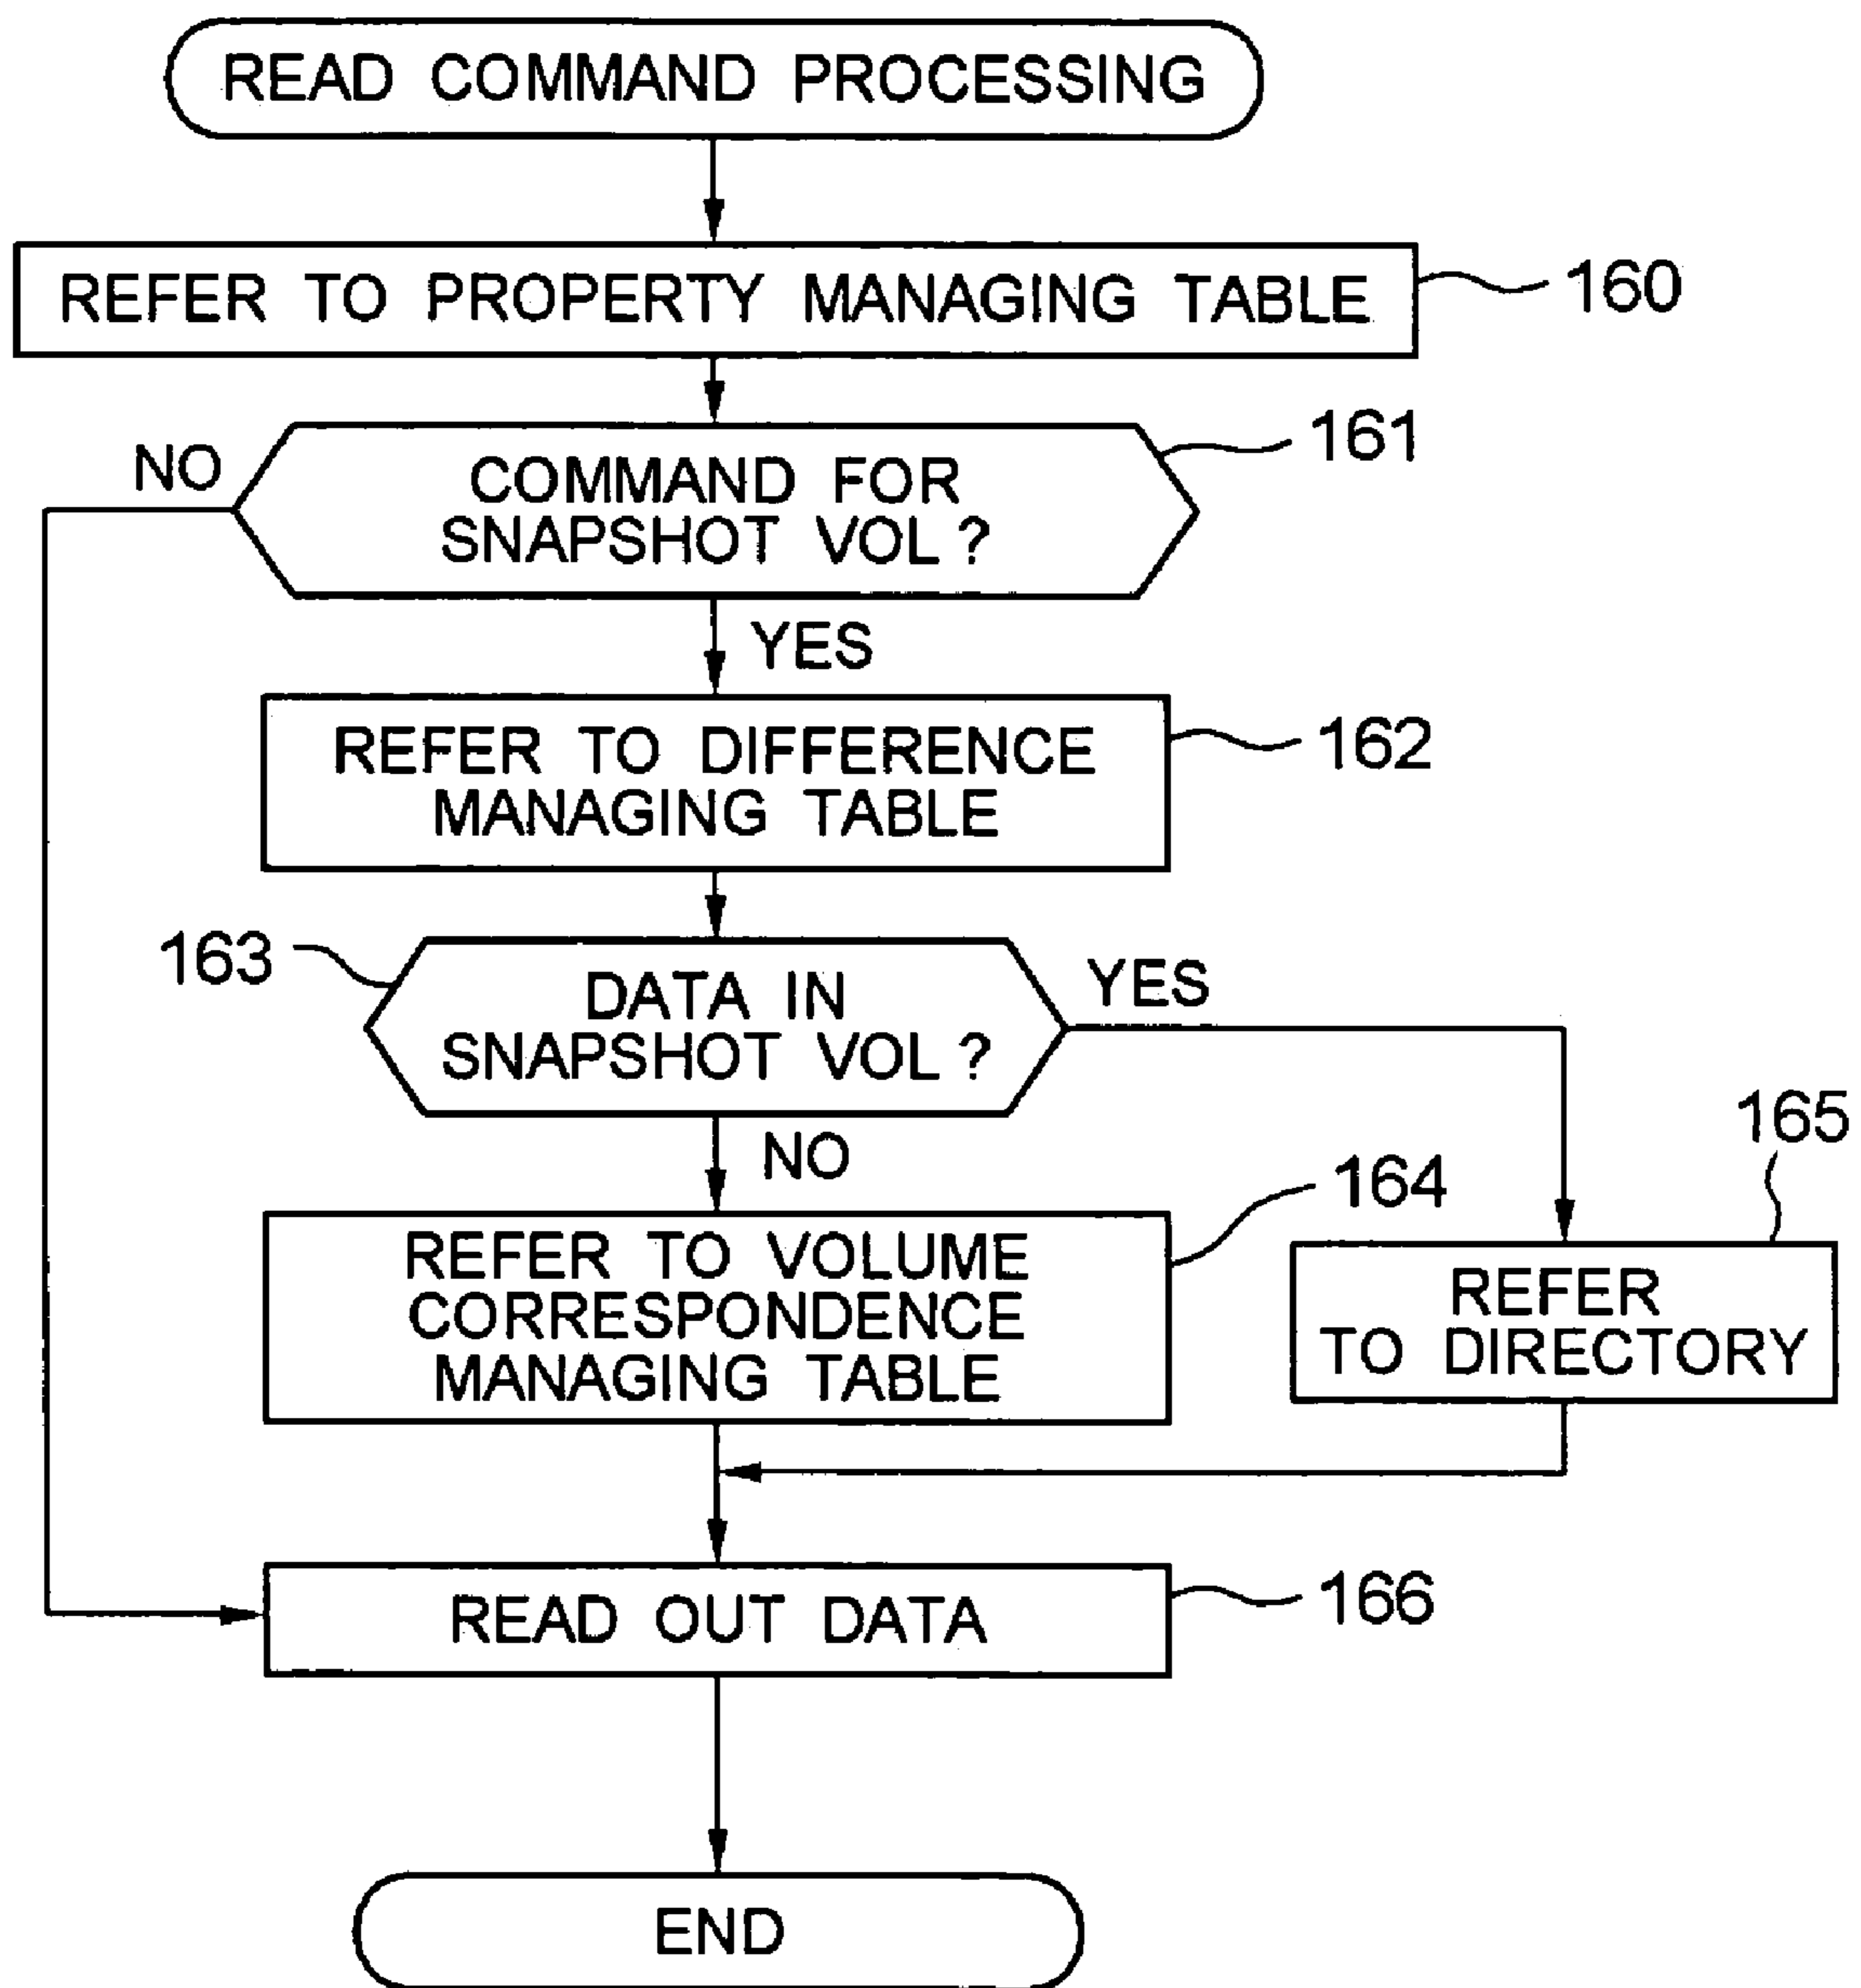 READ COMMAND PROCESSING
REFER TO PROPERTY MANAGING TABLE
160
161
NO
COMMAND FOR
SNAPSHOT VOL ?
YES
REFER TO DIFFERENCE
MANAGING TABLE
162
163
DATA IN
SNAPSHOT VOL ?
YES
NO
164
165
REFER TO VOLUME
CORRESPONDENCE
MANAGING TABLE
REFER
TO DIRECTORY
READ OUT DATA
166
END